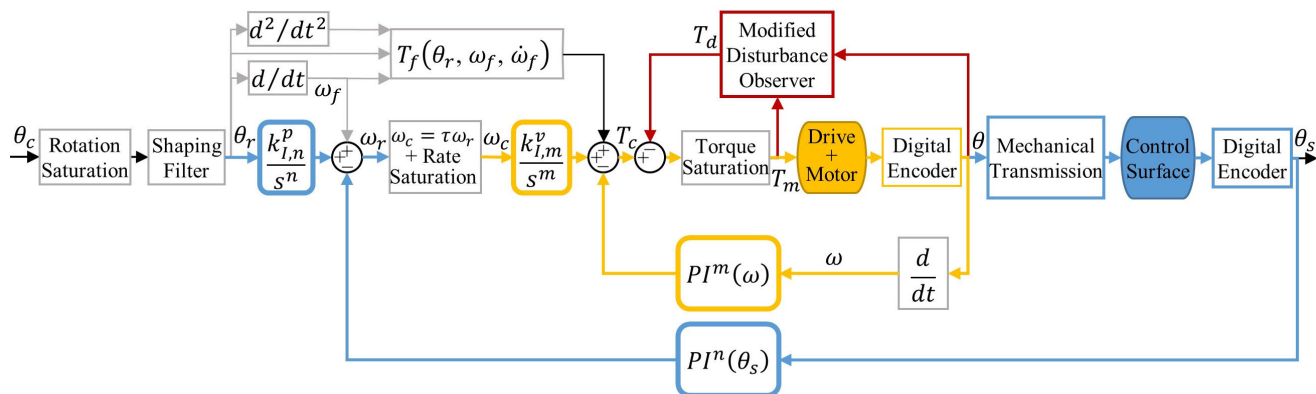 d²/dt²
T_f(θ_r, ω_f, ω̇_f)
d/dt
ω_f
T_d
Modified
Disturbance
Observer
θ_c
Rotation
Saturation
Shaping
Filter
θ_r
k^p_{I,n}
s^n
+
+
−
ω_r
ω_c = τω_r
+ Rate
Saturation
ω_c
k^v_{I,m}
s^m
+
+
−
T_c
+
−
Torque
Saturation
T_m
Drive
+
Motor
Digital
Encoder
θ
Mechanical
Transmission
Control
Surface
Digital
Encoder
θ_s
PI^m(ω)
ω
d
dt
PI^n(θ_s)